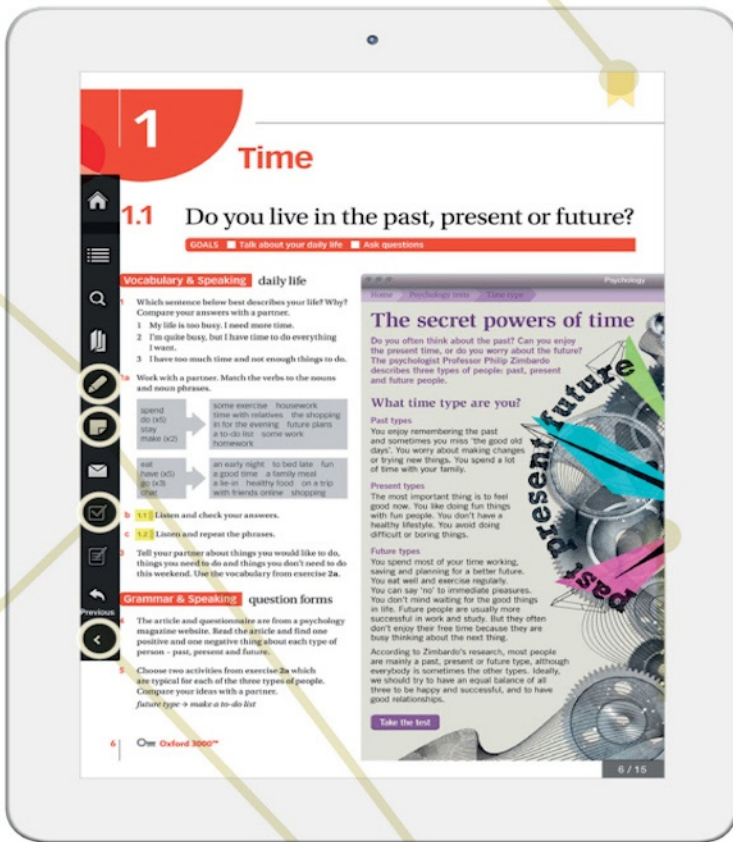 1
Time
1.1 Do you live in the past, present or future?
GOALS Talk about your daily life Ask questions
Vocabulary & Speaking daily life
1 Which sentence below best describes your life? Why?
Compare your answers with a partner.
1 My life is too busy. I need more time.
2 I'm quite busy, but I have time to do everything
I want.
3 I have too much time and not enough things to do.
Work with a partner. Match the verbs to the nouns
and noun phrases.
spend
do (x5)
stay
make (x2)
some exercise housework
time with relatives the shopping
in for the evening future plans
a to-do list some work
homework
eat
have (x5)
go (x3)
chat
an early night to bed late fun
a good time a family meal
a lie-in healthy food on a trip
with friends online shopping
b 1.1 Listen and check your answers.
c 1.2 Listen and repeat the phrases.
Tell your partner about things you would like to do,
things you need to do and things you don't need to do
this weekend. Use the vocabulary from exercise 2a.
Grammar & Speaking question forms
The article and questionnaire are from a psychology
magazine website. Read the article and find one
positive and one negative thing about each type of
person – past, present and future.
5 Choose two activities from exercise 2a which
are typical for each of the three types of people.
Compare your ideas with a partner.
future type → make a to-do list
6 Oxford 3000™
Previous
Psychology
Home Psychology tests Time type
The secret powers of time
Do you often think about the past? Can you enjoy
the present time, or do you worry about the future?
The psychologist Professor Philip Zimbardo
describes three types of people: past, present
and future people.
What time type are you?
Past types
You enjoy remembering the past
and sometimes you miss 'the good old
days'. You worry about making changes
or trying new things. You spend a lot
of time with your family.
Present types
The most important thing is to feel
good now. You like doing fun things
with fun people. You don't have a
healthy lifestyle. You avoid doing
difficult or boring things.
Future types
You spend most of your time working,
saving and planning for a better future.
You eat well and exercise regularly.
You can say 'no' to immediate pleasures.
You don't mind waiting for the good things
in life. Future people are usually more
successful in work and study. But they often
don't enjoy their free time because they are
busy thinking about the next thing.
According to Zimbardo's research, most people
are mainly a past, present or future type, although
everybody is sometimes the other types. Ideally,
we should try to have an equal balance of all
three to be happy and successful, and to have
good relationships.
Take the test
past present future
6 / 15